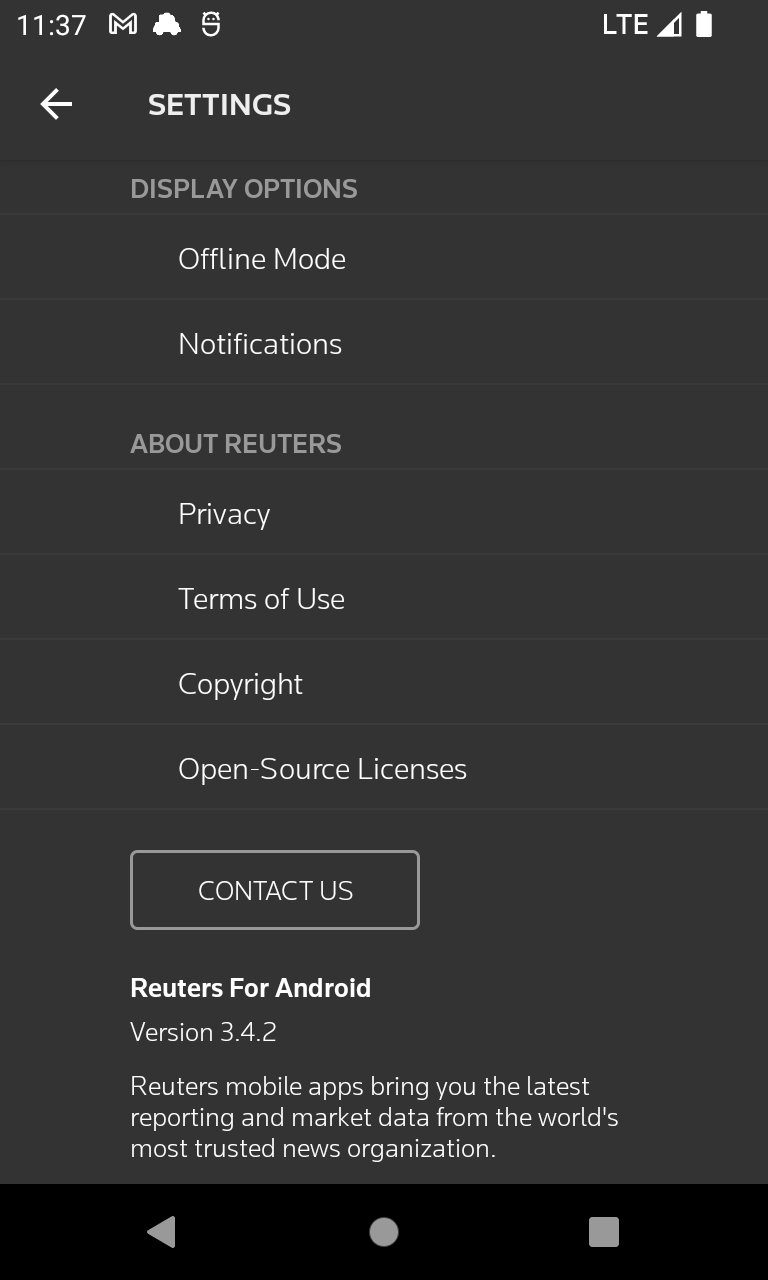 11:37
LTE
SETTINGS
DISPLAY OPTIONS
Offline Mode
Notifications
ABOUT REUTERS
Privacy
Terms of Use
Copyright
Open-Source Licenses
CONTACT US
Reuters For Android
Version 3.4.2
Reuters mobile apps bring you the latest
reporting and market data from the world's
most trusted news organization.